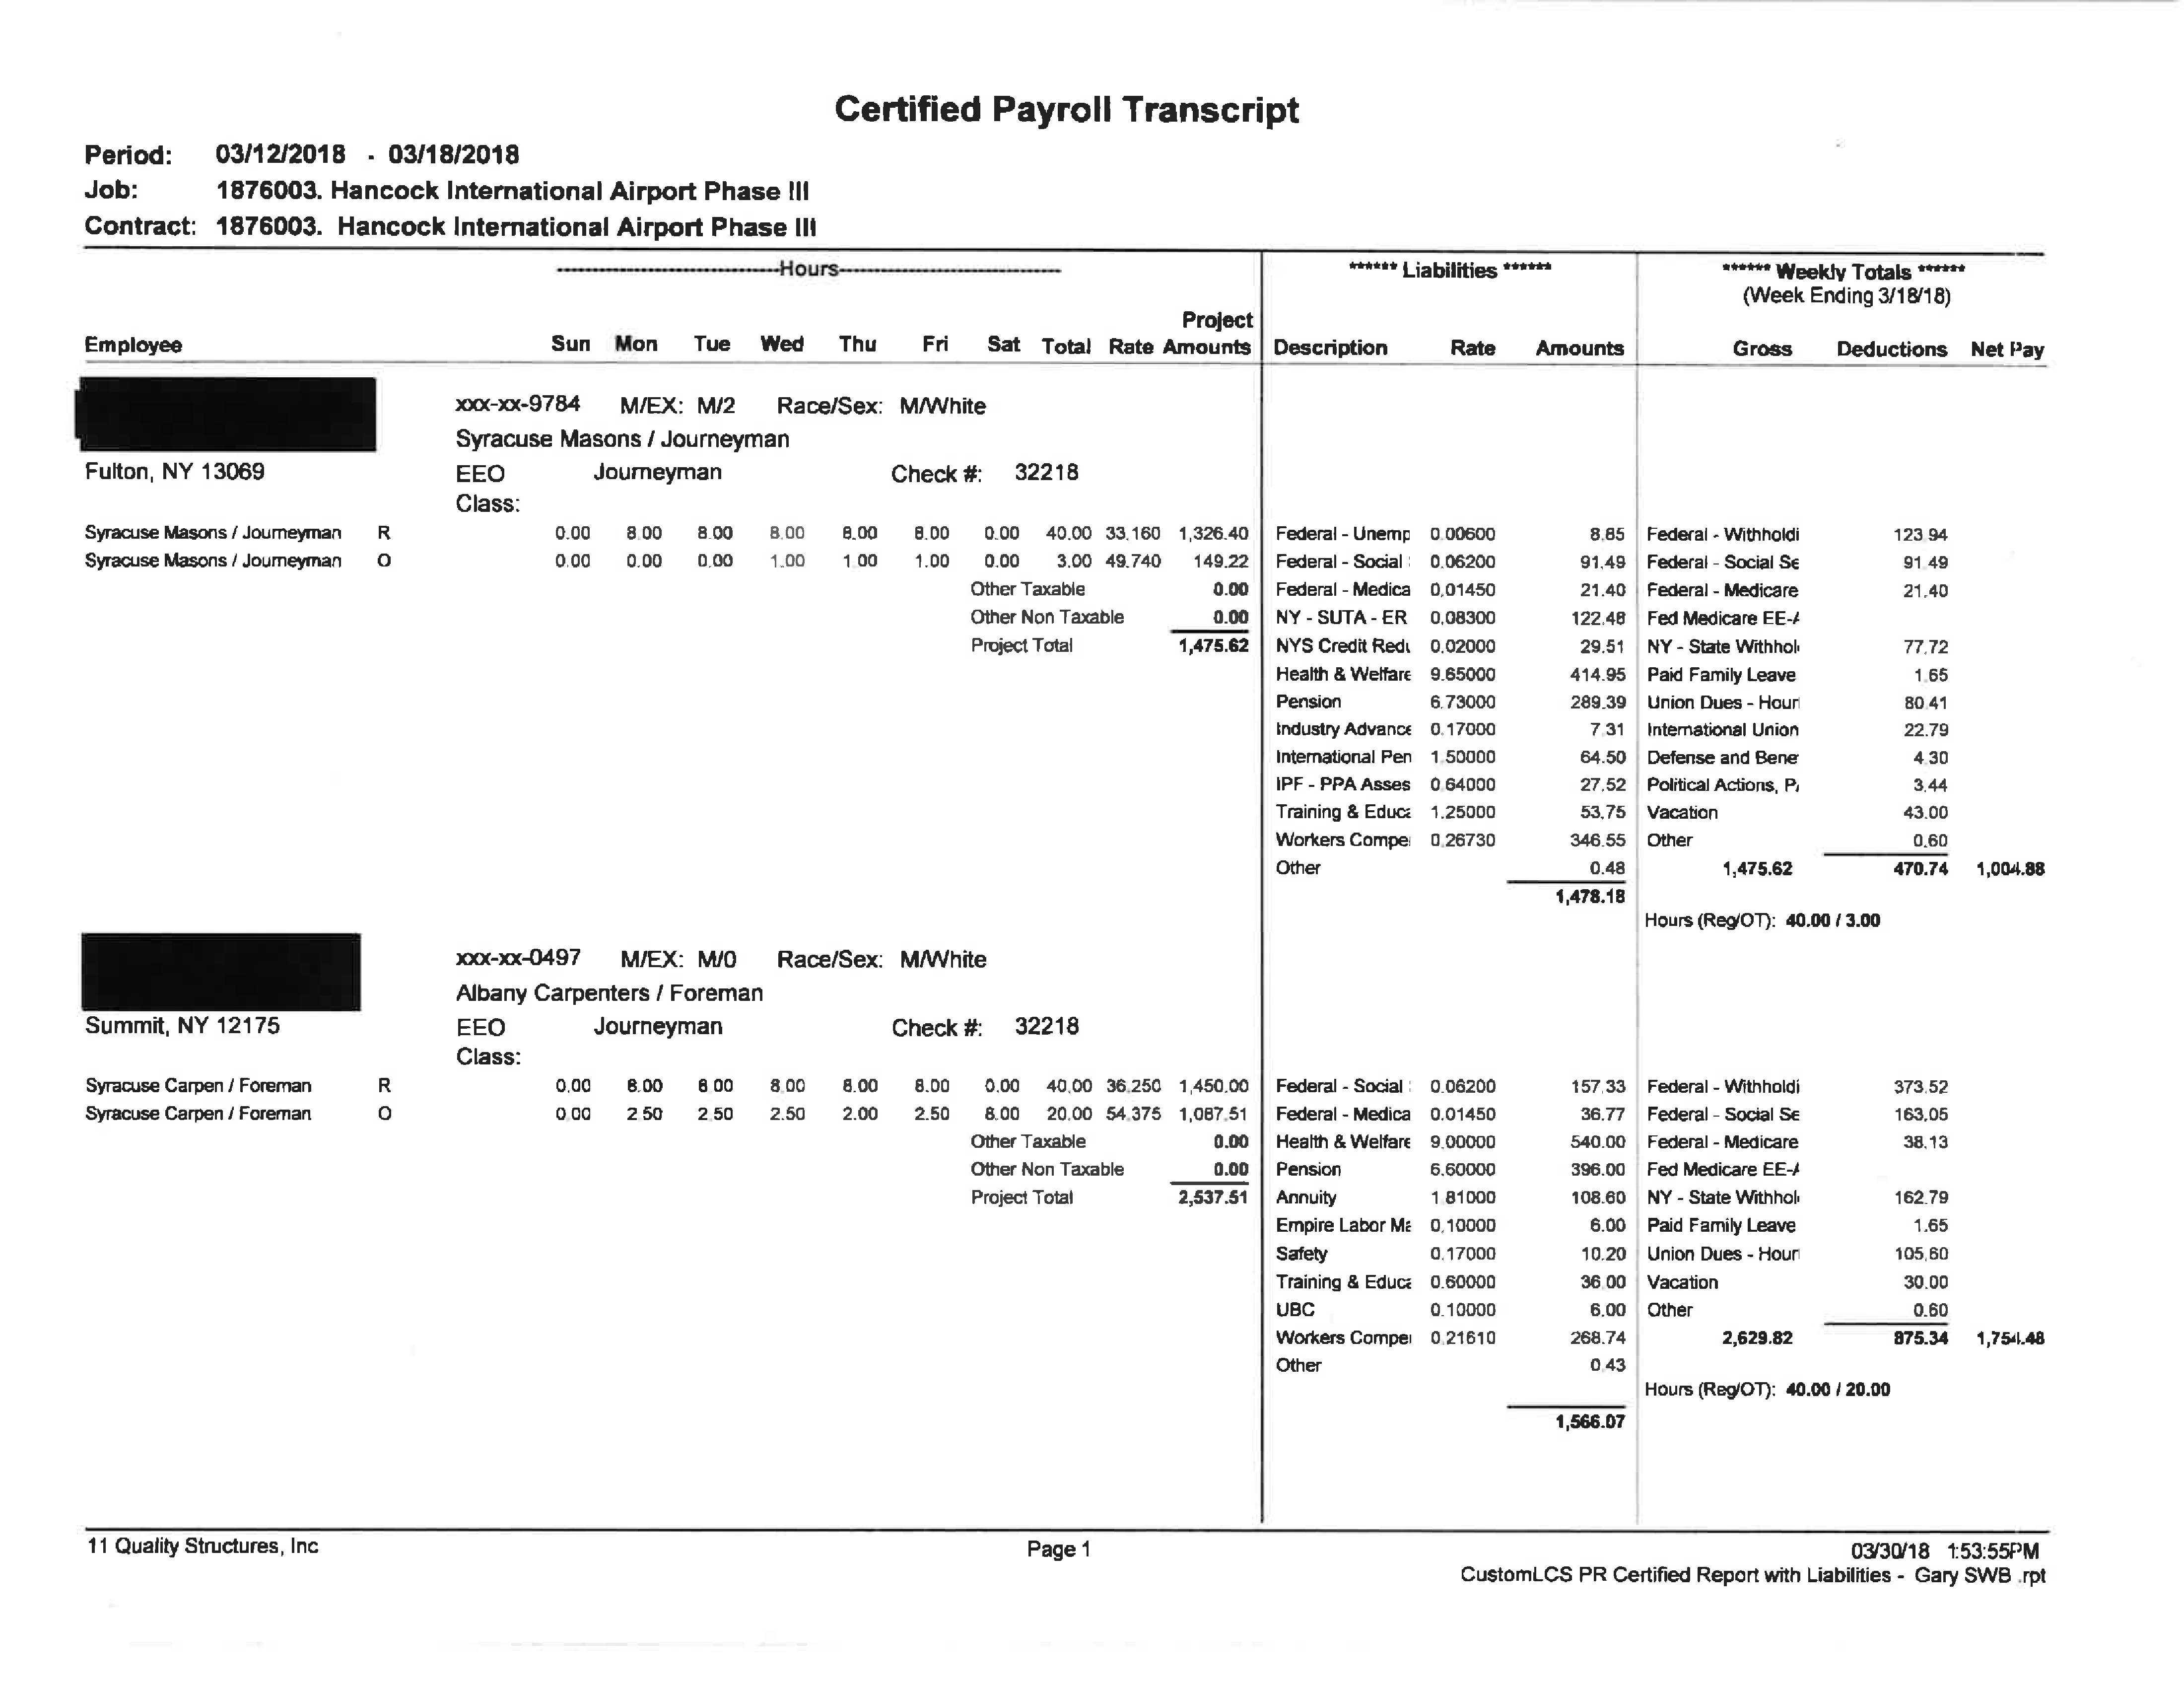 Certified Payroll Transcript
Period: 03/12/2018 - 03/18/2018
Job: 1876003. Hancock International Airport Phase III
Contract: 1876003. Hancock International Airport Phase III
-Hours- ****** Liabilities ****** ****** Weekly Totals ******
(Week Ending 3/18/18)
Project
Employee Sun Mon Tue Wed Thu Fri Sat Total Rate Amounts Description Rate Amounts Gross Deductions Net Pay
xxx-xx-9784 M/EX: M/2 Race/Sex: M/White
Syracuse Masons / Journeyman
Fulton, NY 13069 EEO Journeyman Check #: 32218
Class:
Syracuse Masons / Journeyman R 0.00 8.00 8.00 8.00 8.00 8.00 0.00 40.00 33.160 1,326.40 Federal - Unemp 0.00600 8.85 Federal - Withholdi 123.94
Syracuse Masons / Journeyman O 0.00 0.00 0.00 1.00 1.00 1.00 0.00 3.00 49.740 149.22 Federal - Social 0.06200 91.49 Federal - Social Se 91.49
Other Taxable 0.00 Federal - Medica 0.01450 21.40 Federal - Medicare 21.40
Other Non Taxable 0.00 NY - SUTA - ER 0.08300 122.48 Fed Medicare EE-A
Project Total 1,475.62 NYS Credit Redu 0.02000 29.51 NY - State Withhol 77.72
Health & Welfare 9.65000 414.95 Paid Family Leave 1.65
Pension 6.73000 289.39 Union Dues - Hour 80.41
Industry Advance 0.17000 7.31 International Union 22.79
International Pen 1.50000 64.50 Defense and Bene 4.30
IPF - PPA Asses 0.64000 27.52 Political Actions, P 3.44
Training & Educa 1.25000 53.75 Vacation 43.00
Workers Compe 0.26730 346.55 Other 0.60
Other 0.48 1,475.62 470.74 1,004.88
1,478.18
Hours (Reg/OT): 40.00 / 3.00
xxx-xx-0497 M/EX: M/0 Race/Sex: M/White
Albany Carpenters / Foreman
Summit, NY 12175 EEO Journeyman Check #: 32218
Class:
Syracuse Carpen / Foreman R 0.00 8.00 8.00 8.00 8.00 8.00 0.00 40.00 36.250 1,450.00 Federal - Social 0.06200 157.33 Federal - Withholdi 373.52
Syracuse Carpen / Foreman O 0.00 2.50 2.50 2.50 2.00 2.50 8.00 20.00 54.375 1,087.51 Federal - Medica 0.01450 36.77 Federal - Social Se 163.05
Other Taxable 0.00 Health & Welfare 9.00000 540.00 Federal - Medicare 38.13
Other Non Taxable 0.00 Pension 6.60000 396.00 Fed Medicare EE-A
Project Total 2,537.51 Annuity 1.81000 108.60 NY - State Withhol 162.79
Empire Labor Ma 0.10000 6.00 Paid Family Leave 1.65
Safety 0.17000 10.20 Union Dues - Hour 105.60
Training & Educa 0.60000 36.00 Vacation 30.00
UBC 0.10000 6.00 Other 0.60
Workers Compe 0.21610 268.74 2,629.82 875.34 1,754.48
Other 0.43
Hours (Reg/OT): 40.00 / 20.00
1,566.07
11 Quality Structures, Inc Page 1 03/30/18 1:53:55PM
CustomLCS PR Certified Report with Liabilities - Gary SWB .rpt